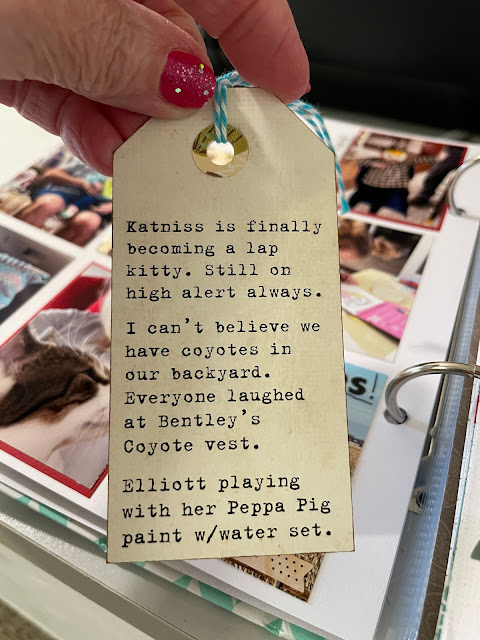 Katniss is finally
becoming a lap
kitty. Still on
high alert always.
I can't believe we
have coyotes in
our backyard.
Everyone laughed
at Bentley's
Coyote vest.
Elliott playing
with her Peppa Pig
paint w/water set.